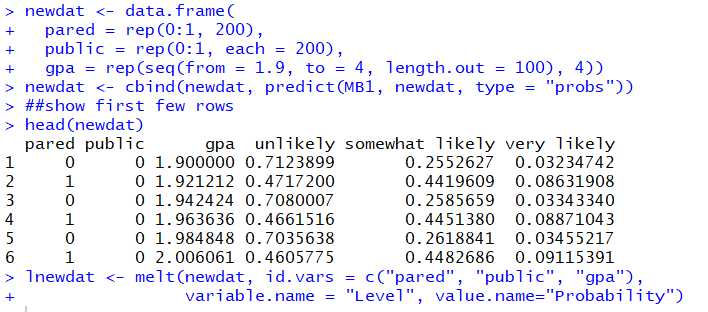 > newdat <- data.frame(
+   pared = rep(0:1, 200),
+   public = rep(0:1, each = 200),
+   gpa = rep(seq(from = 1.9, to = 4, length.out = 100), 4))
> newdat <- cbind(newdat, predict(MB1, newdat, type = "probs"))
> ##show first few rows
> head(newdat)
  pared public      gpa  unlikely somewhat likely very likely
1     0      0 1.900000 0.7123899       0.2552627  0.03234742
2     1      0 1.921212 0.4717200       0.4419609  0.08631908
3     0      0 1.942424 0.7080007       0.2585659  0.03343340
4     1      0 1.963636 0.4661516       0.4451380  0.08871043
5     0      0 1.984848 0.7035638       0.2618841  0.03455217
6     1      0 2.006061 0.4605775       0.4482686  0.09115391
> lnewdat <- melt(newdat, id.vars = c("pared", "public", "gpa"),
+                 variable.name = "Level", value.name="Probability")